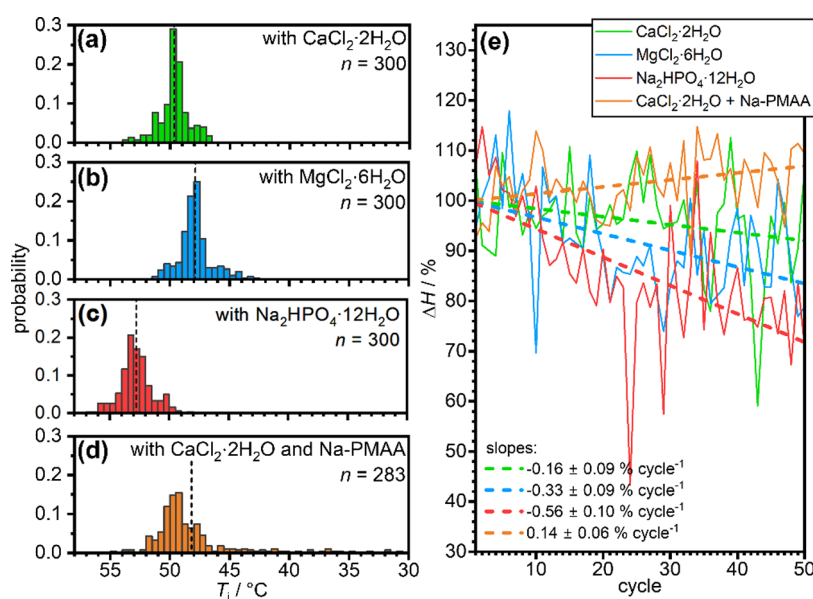 (a)
with CaCl₂·2H₂O
n = 300
0.3
0.2
0.1
0.0
(b)
with MgCl₂·6H₂O
n = 300
0.3
0.2
0.1
0.0
(c)
with Na₂HPO₄·12H₂O
n = 300
0.3
0.2
0.1
0.0
(d)
with CaCl₂·2H₂O and Na-PMAA
n = 283
0.3
0.2
0.1
0.0
probability
55 50 45 40 35 30
Tᵢ / °C
(e)
CaCl₂·2H₂O
MgCl₂·6H₂O
Na₂HPO₄·12H₂O
CaCl₂·2H₂O + Na-PMAA
130
120
110
100
90
80
70
60
50
40
30
ΔH / %
slopes:
-0.16 ± 0.09 % cycle⁻¹
-0.33 ± 0.09 % cycle⁻¹
-0.56 ± 0.10 % cycle⁻¹
0.14 ± 0.06 % cycle⁻¹
10 20 30 40 50
cycle